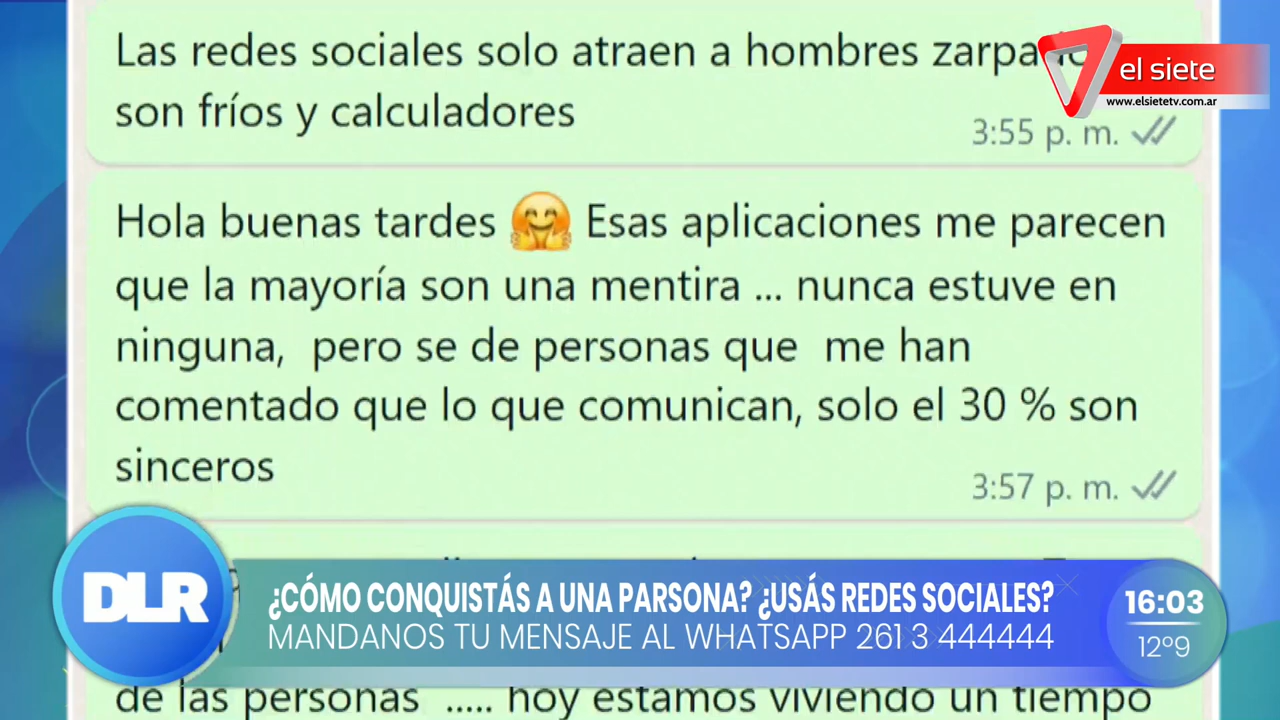 Las redes sociales solo atraen a hombres
son fríos y calculadores
3:55 p. m.
el siete
www.elsietetv.com.ar
Hola buenas tardes 🤗 Esas aplicaciones me parecen
que la mayoría son una mentira ... nunca estuve en
ninguna, pero se de personas que me han
comentado que lo que comunican, solo el 30 % son
sinceros
3:57 p. m.
DLR
¿CÓMO CONQUISTÁS A UNA PARSONA? ¿USÁS REDES SOCIALES?
MANDANOS TU MENSAJE AL WHATSAPP 261 3 444444
16:03
12º9
de las personas ..... hoy estamos viviendo un tiempo